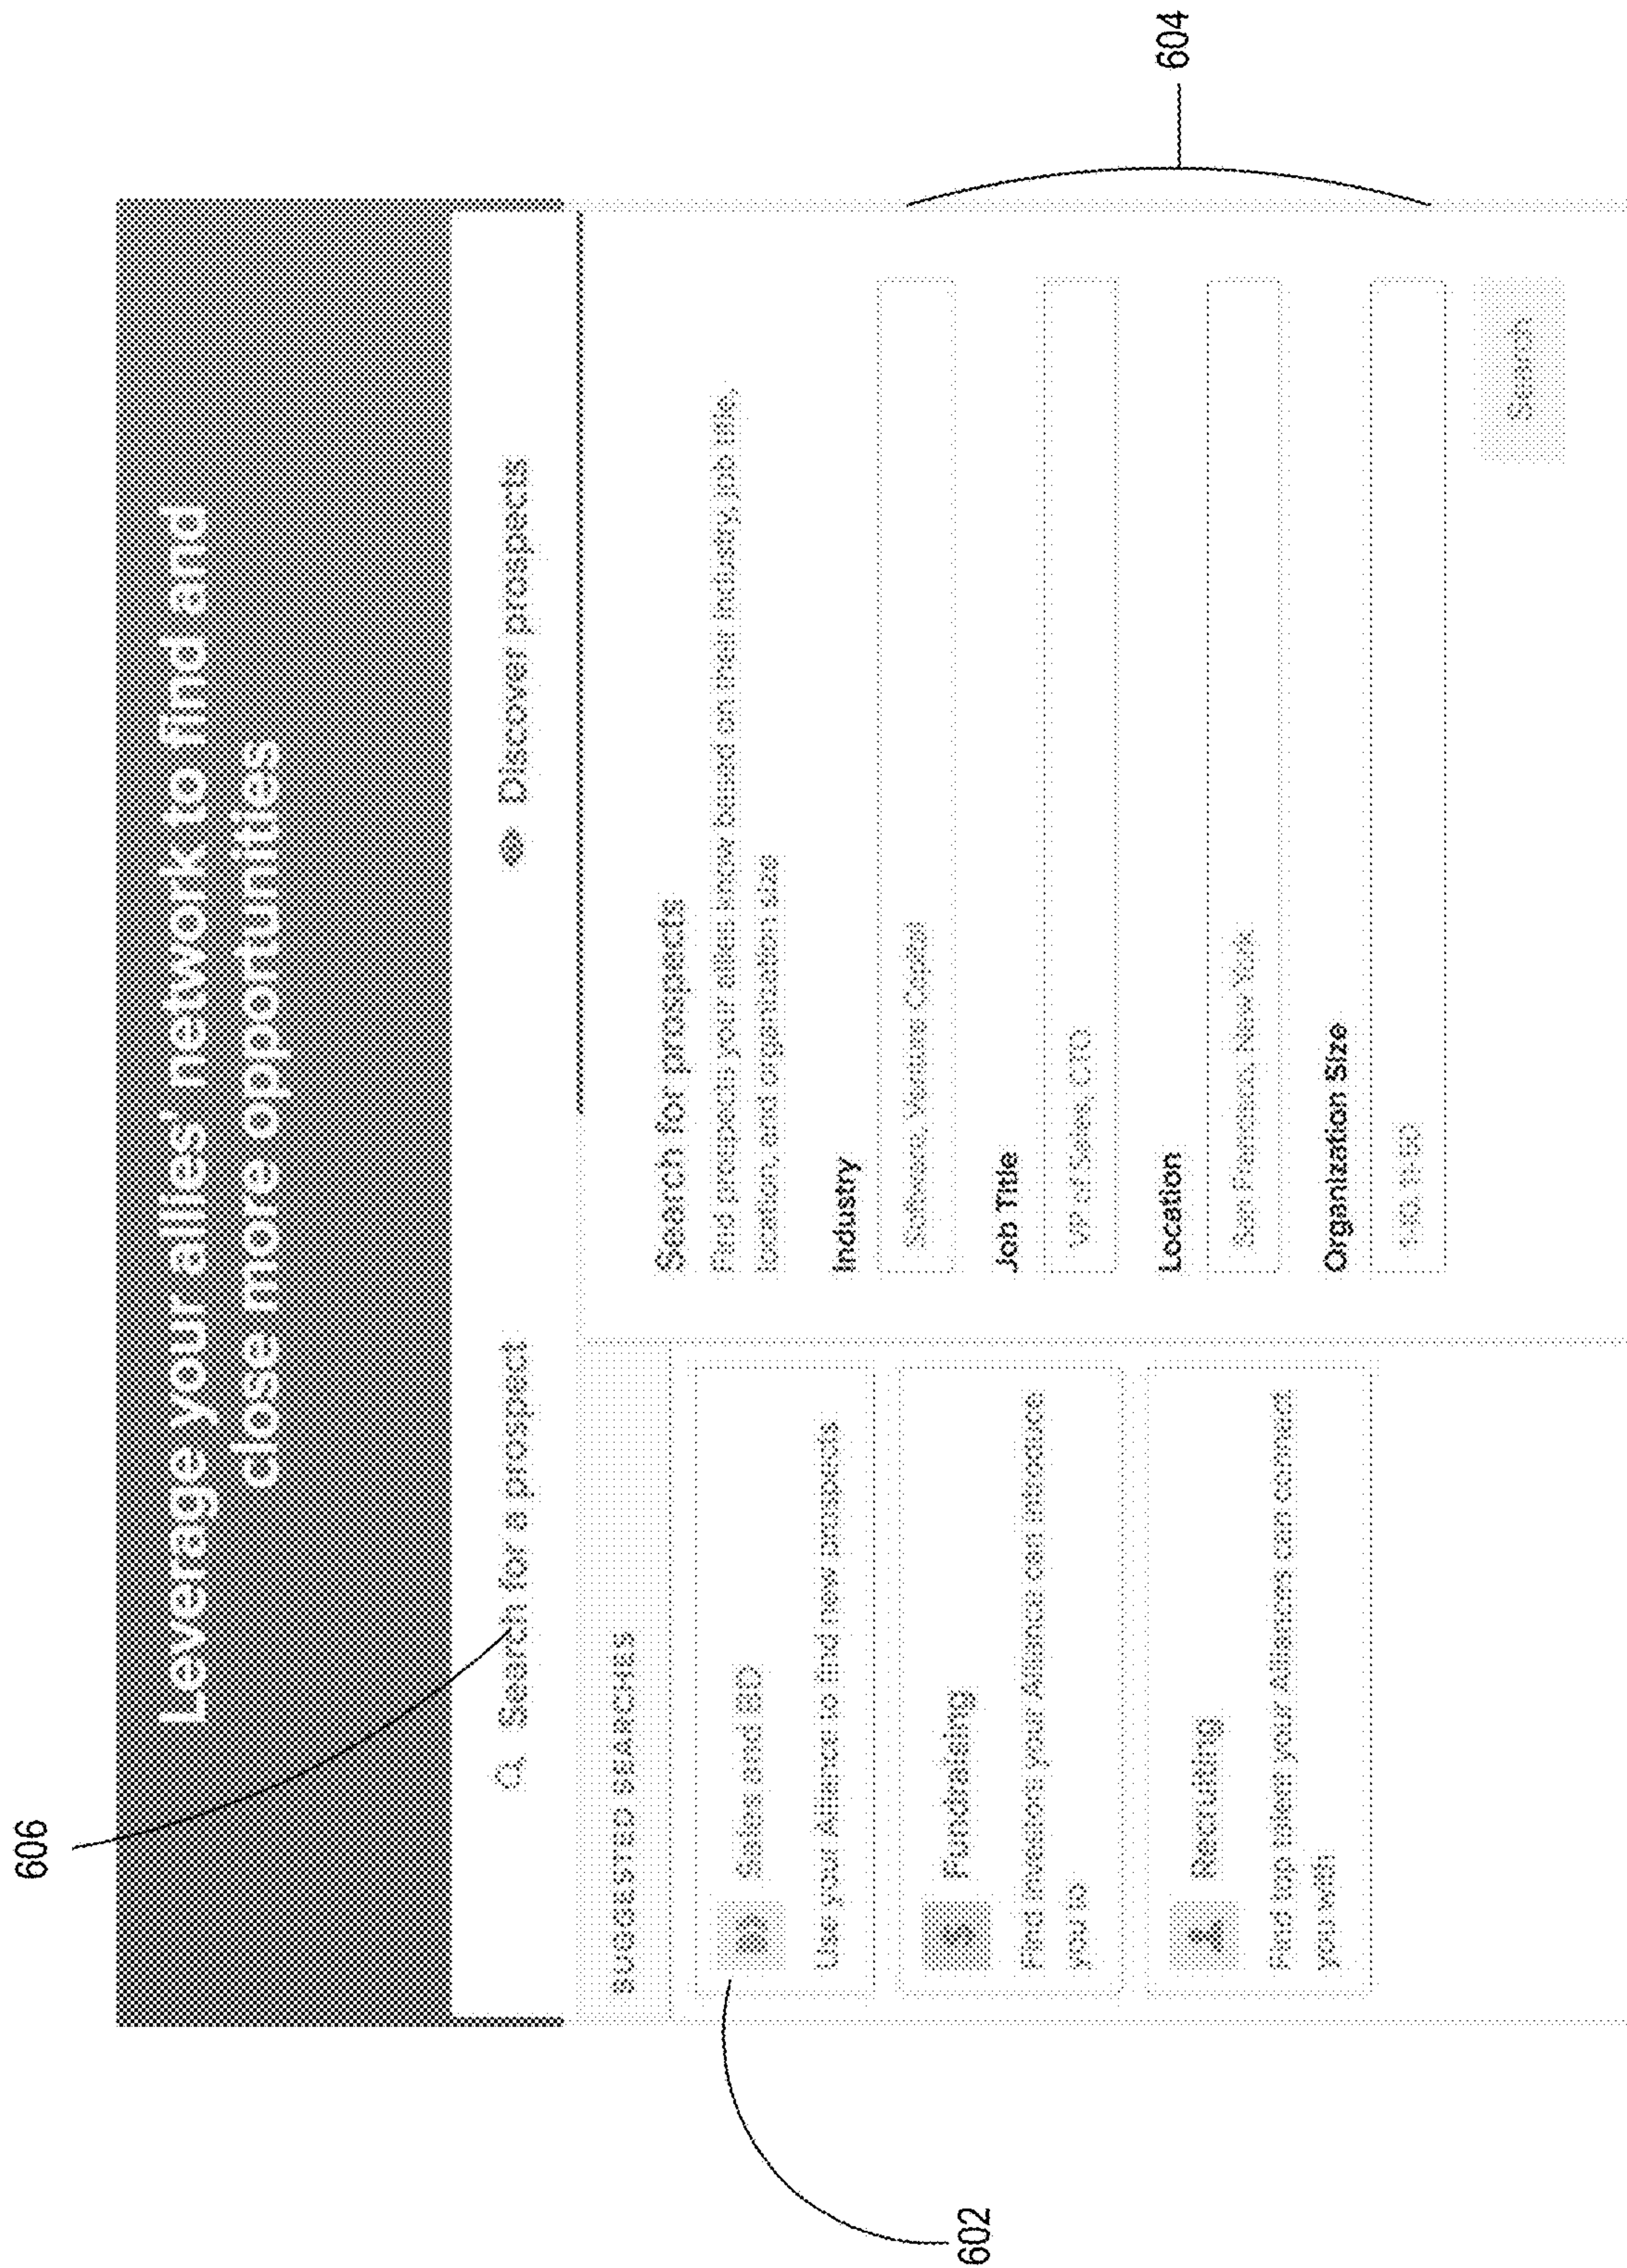 606
Leverage your allies' network to find and
close more opportunities
Search for a prospect
Discover prospects
SUGGESTED SEARCHES
Sales and BD
Use your Alliance to find new prospects
Fundraising
Find investors your Alliance can introduce
you to
Recruiting
Find top talent your Alliances can connect
you with
602
Search for prospects
Find prospects your allies know based on their industry, job title,
location, and organization size
Industry
Software, Venture Capital
Job Title
VP of Sales, CTO
Location
San Francisco, New York
Organization Size
1-10, 11-50
Search
604